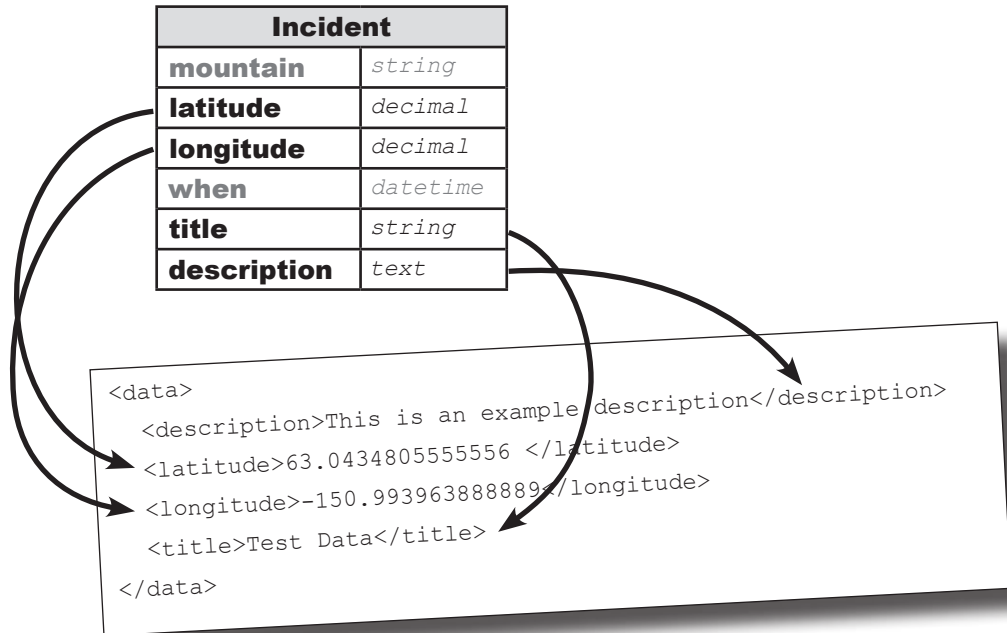 Incident
mountain string
latitude decimal
longitude decimal
when datetime
title string
description text
<data>
<description>This is an example description</description>
<latitude>63.0434805555556 </latitude>
<longitude>-150.993963888889</longitude>
<title>Test Data</title>
</data>